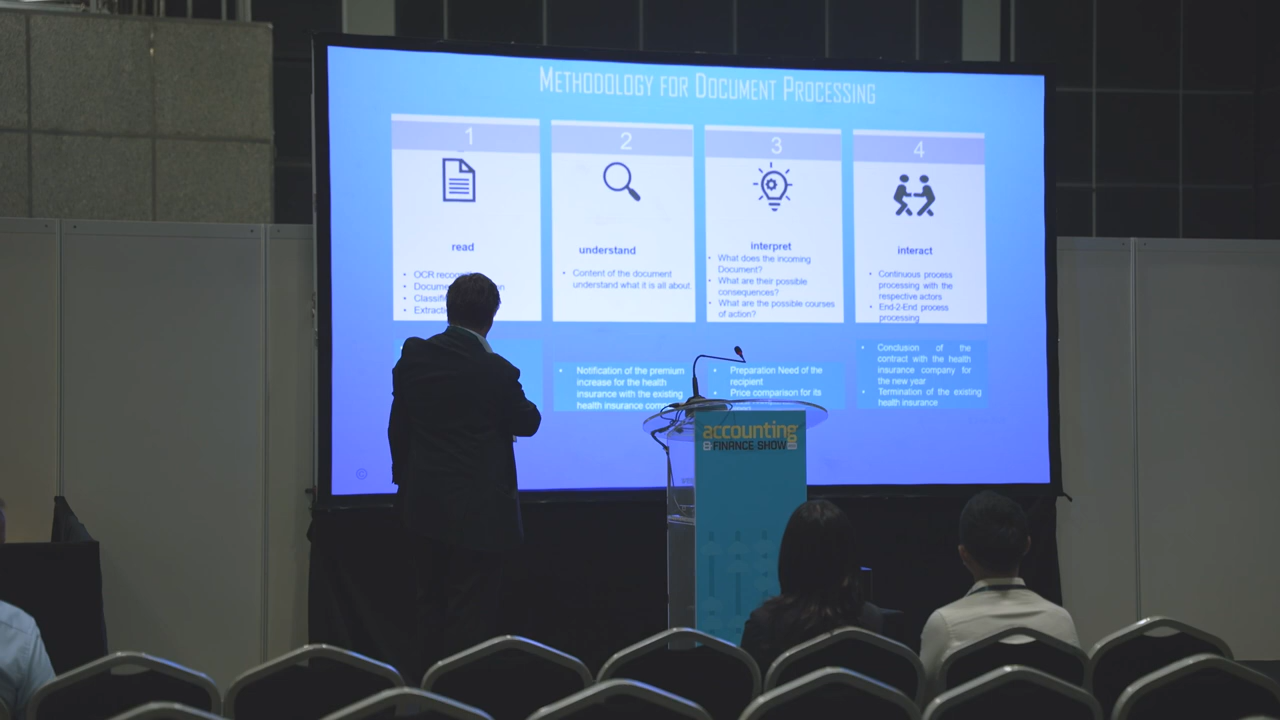 METHODOLOGY FOR DOCUMENT PROCESSING
1
read
• OCR
•
•
•
2
understand
• Content of the document
understand what it is all about
3
interpret
• What does the incoming
Document?
• What are their possible
consequences?
• What are the possible courses
of action?
4
interact
• Continuous process
processing with the
respective actors
• End-2-End process
processing
• Notification of the premium
increase for the health
insurance with the existing
health insurance
• Preparation Need of the
recipient
• Price comparison for its
• Conclusion of the
contract with the health
insurance company for
the new year
• Termination of the existing
health insurance
©
accounting
& FINANCE SHOW